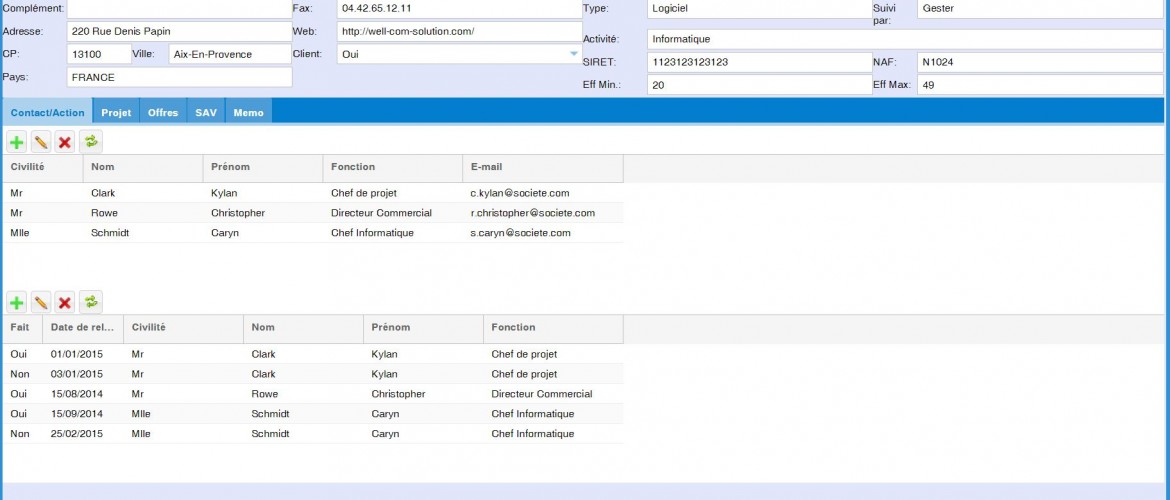 Complément: Fax: 04.42.65.12.11 Type: Logiciel Suivi par: Gester
Adresse: 220 Rue Denis Papin Web: http://well-com-solution.com/ Activité: Informatique
CP: 13100 Ville: Aix-En-Provence Client: Oui SIRET: 1123123123123 NAF: N1024
Pays: FRANCE Eff Min.: 20 Eff Max: 49
Contact/Action Projet Offres SAV Memo
Civilité Nom Prénom Fonction E-mail
Mr Clark Kylan Chef de projet c.kylan@societe.com
Mr Rowe Christopher Directeur Commercial r.christopher@societe.com
Mlle Schmidt Caryn Chef Informatique s.caryn@societe.com
Fait Date de rel... Civilité Nom Prénom Fonction
Oui 01/01/2015 Mr Clark Kylan Chef de projet
Non 03/01/2015 Mr Clark Kylan Chef de projet
Oui 15/08/2014 Mr Rowe Christopher Directeur Commercial
Oui 15/09/2014 Mlle Schmidt Caryn Chef Informatique
Non 25/02/2015 Mlle Schmidt Caryn Chef Informatique